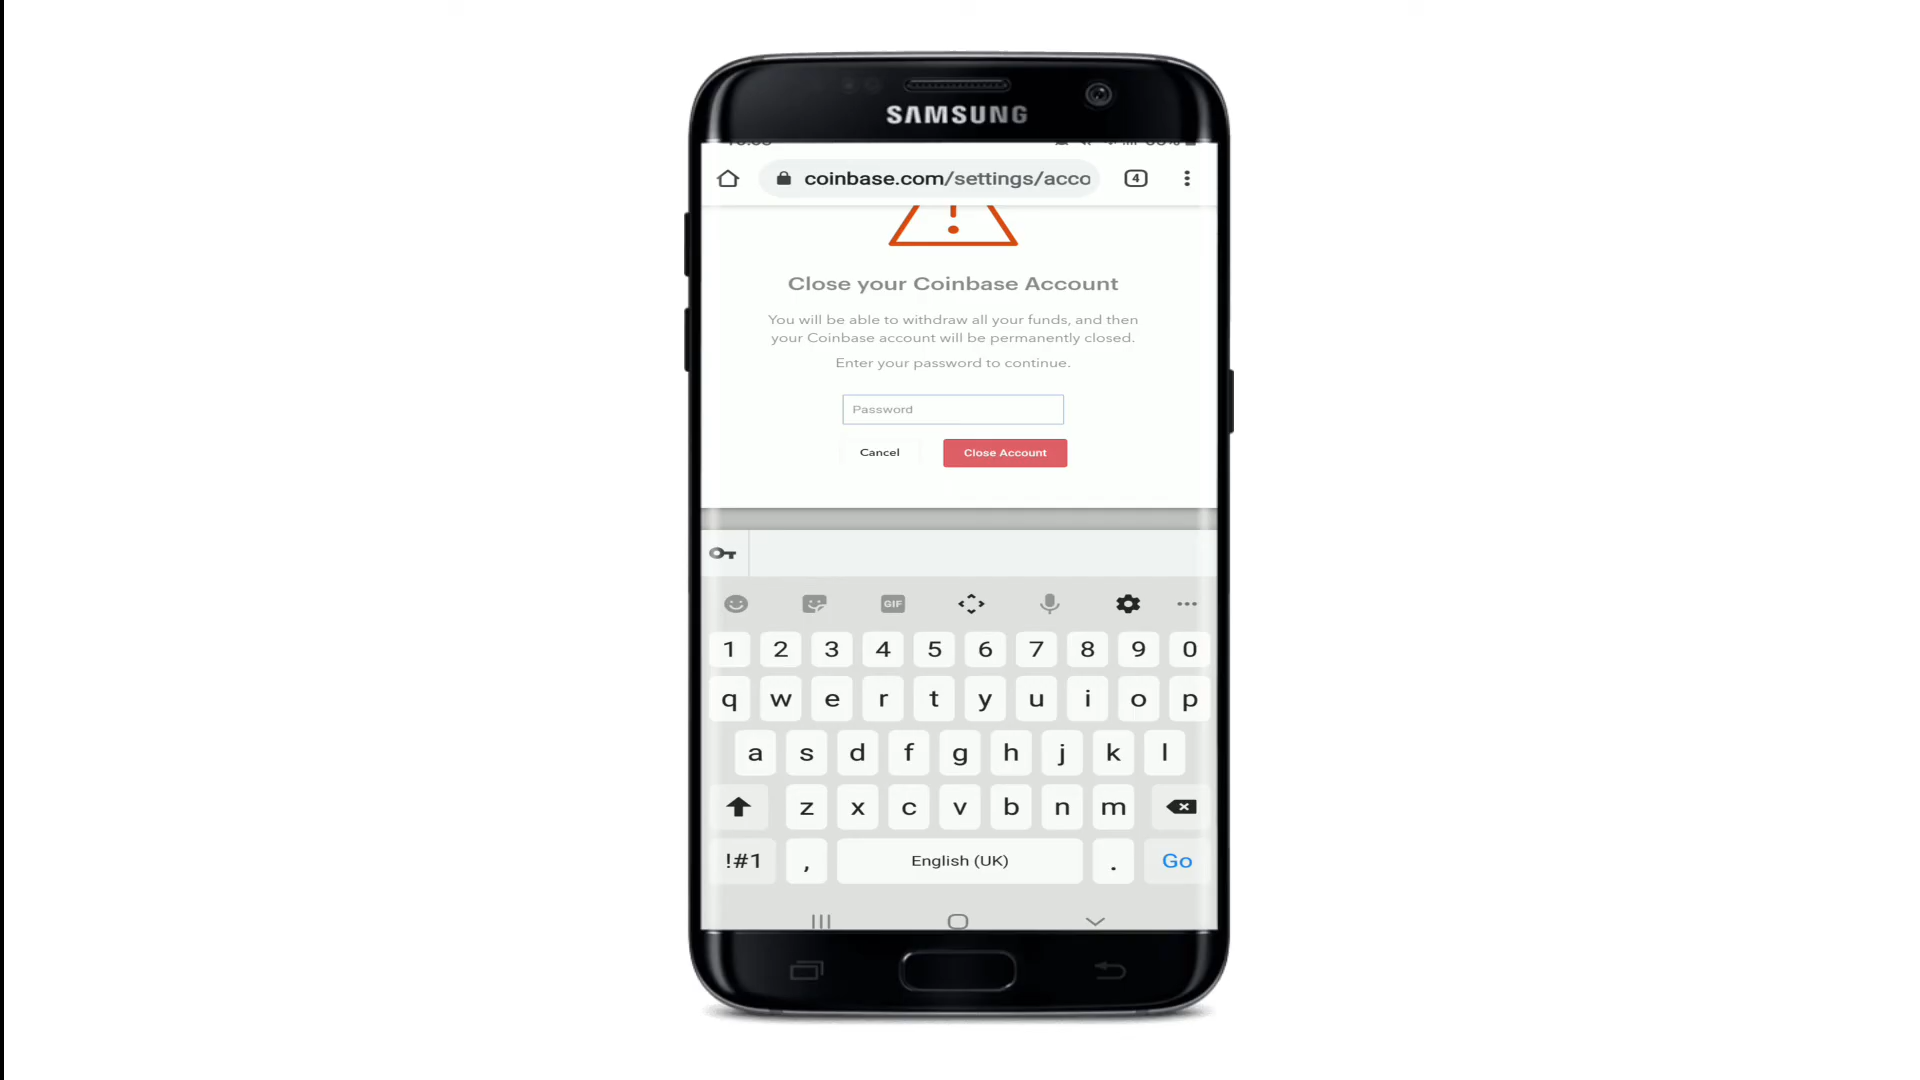 SAMSUNG
coinbase.com/settings/acco
4
Close your Coinbase Account
You will be able to withdraw all your funds, and then
your Coinbase account will be permanently closed.
Enter your password to continue.
Password
Cancel Close Account
GIF
1 2 3 4 5 6 7 8 9 0
q w e r t y u i o p
a s d f g h j k l
z x c v b n m
!#1 , English (UK) . Go